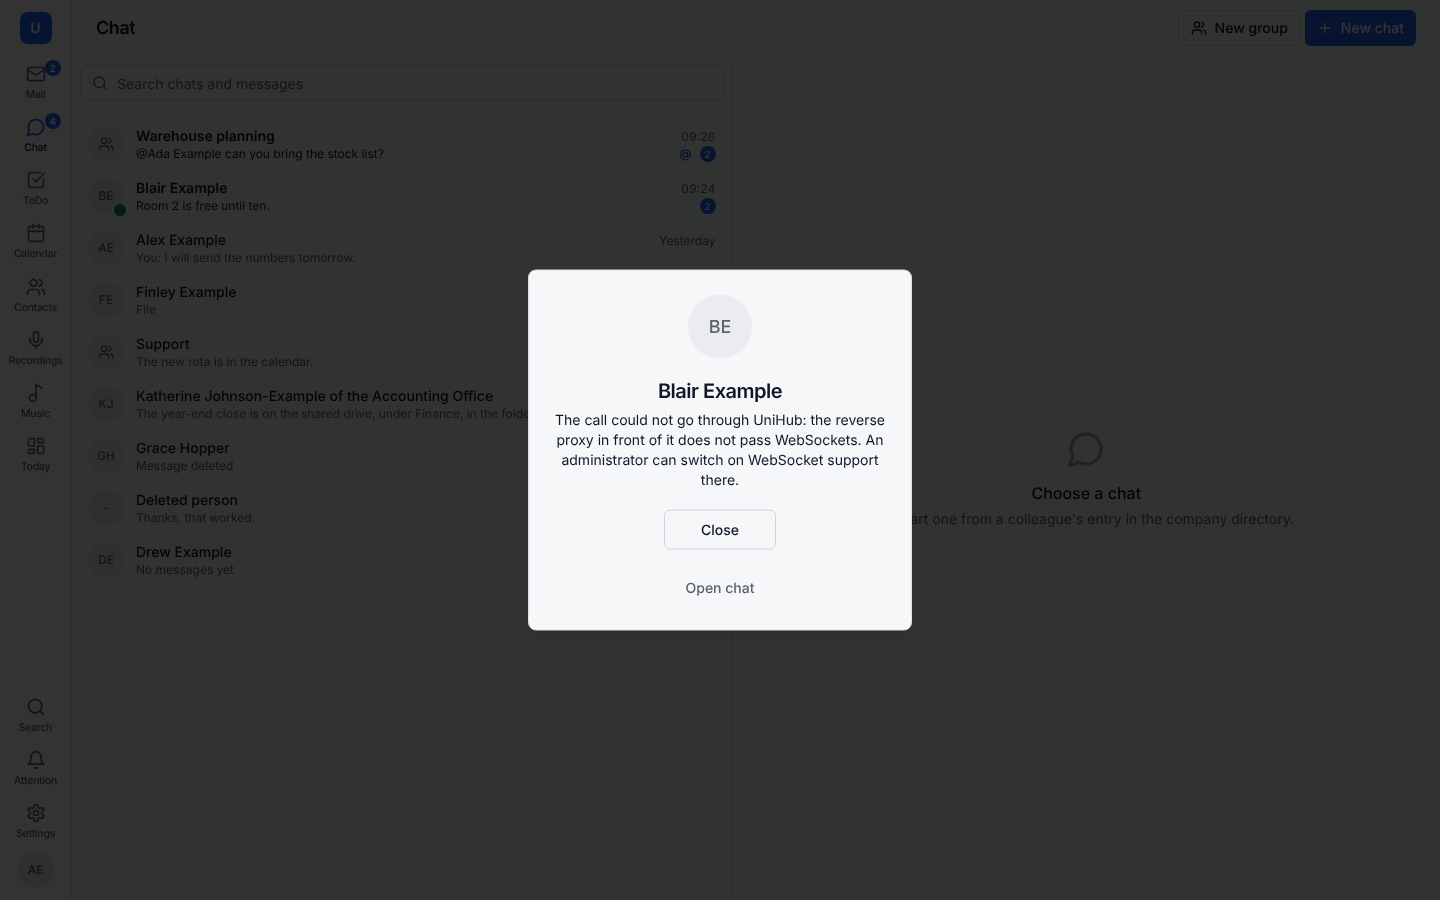 U
Chat
New group
New chat
2
Mail
4
Chat
ToDo
Calendar
Contacts
Recordings
Music
Today
Search
Attention
Settings
AE
Search chats and messages
Warehouse planning
09:26
@Ada Example can you bring the stock list?
@ 2
BE
Blair Example
09:24
Room 2 is free until ten.
2
AE
Alex Example
Yesterday
You: I will send the numbers tomorrow.
FE
Finley Example
File
Support
The new rota is in the calendar.
KJ
Katherine Johnson-Example of the Accounting Office
The year-end close is on the shared drive, under Finance, in the folde
GH
Grace Hopper
Message deleted
–
Deleted person
Thanks, that worked.
DE
Drew Example
No messages yet
BE
Blair Example
The call could not go through UniHub: the reverse
proxy in front of it does not pass WebSockets. An
administrator can switch on WebSocket support
there.
Close
Open chat
Choose a chat
art one from a colleague's entry in the company directory.